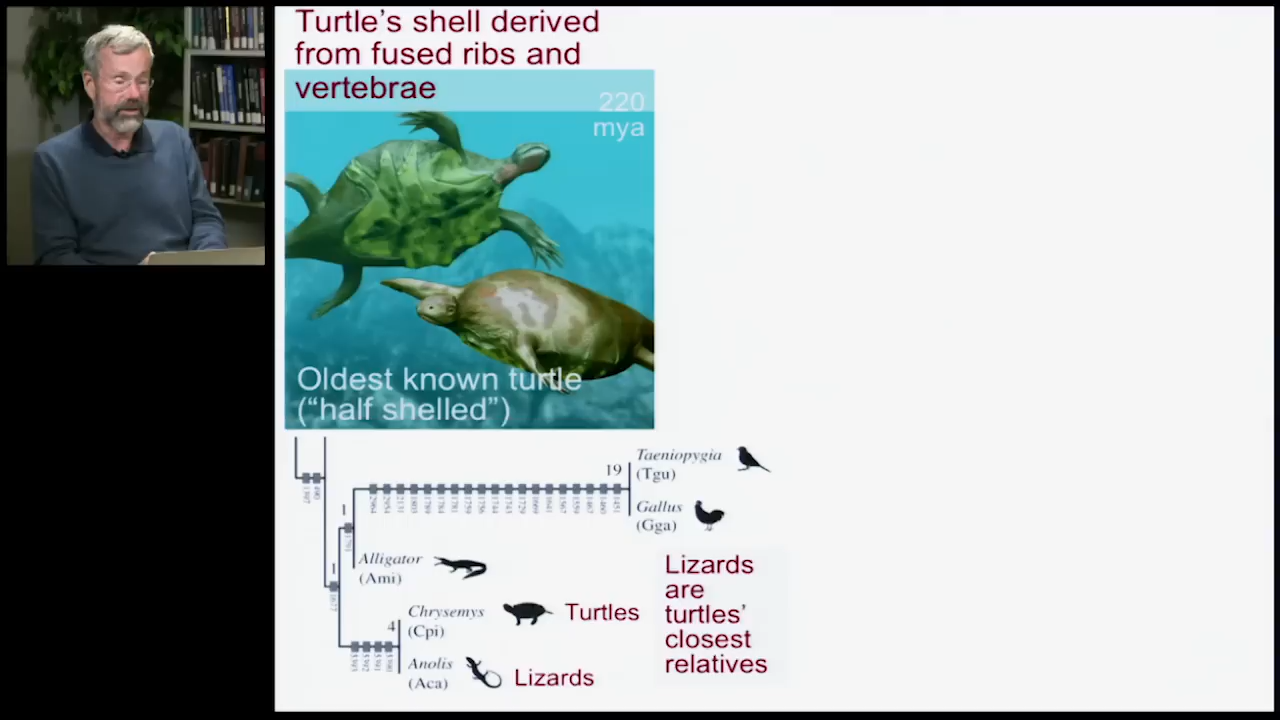 Turtle's shell derived
from fused ribs and
vertebrae
220
mya
Oldest known turtle
("half shelled")
19
Taeniopygia
(Tgu)
Gallus
(Gga)
1
Alligator
(Ami)
1
4
Chrysemys
(Cpi)
Turtles
Anolis
(Aca)
Lizards
Lizards
are
turtles'
closest
relatives